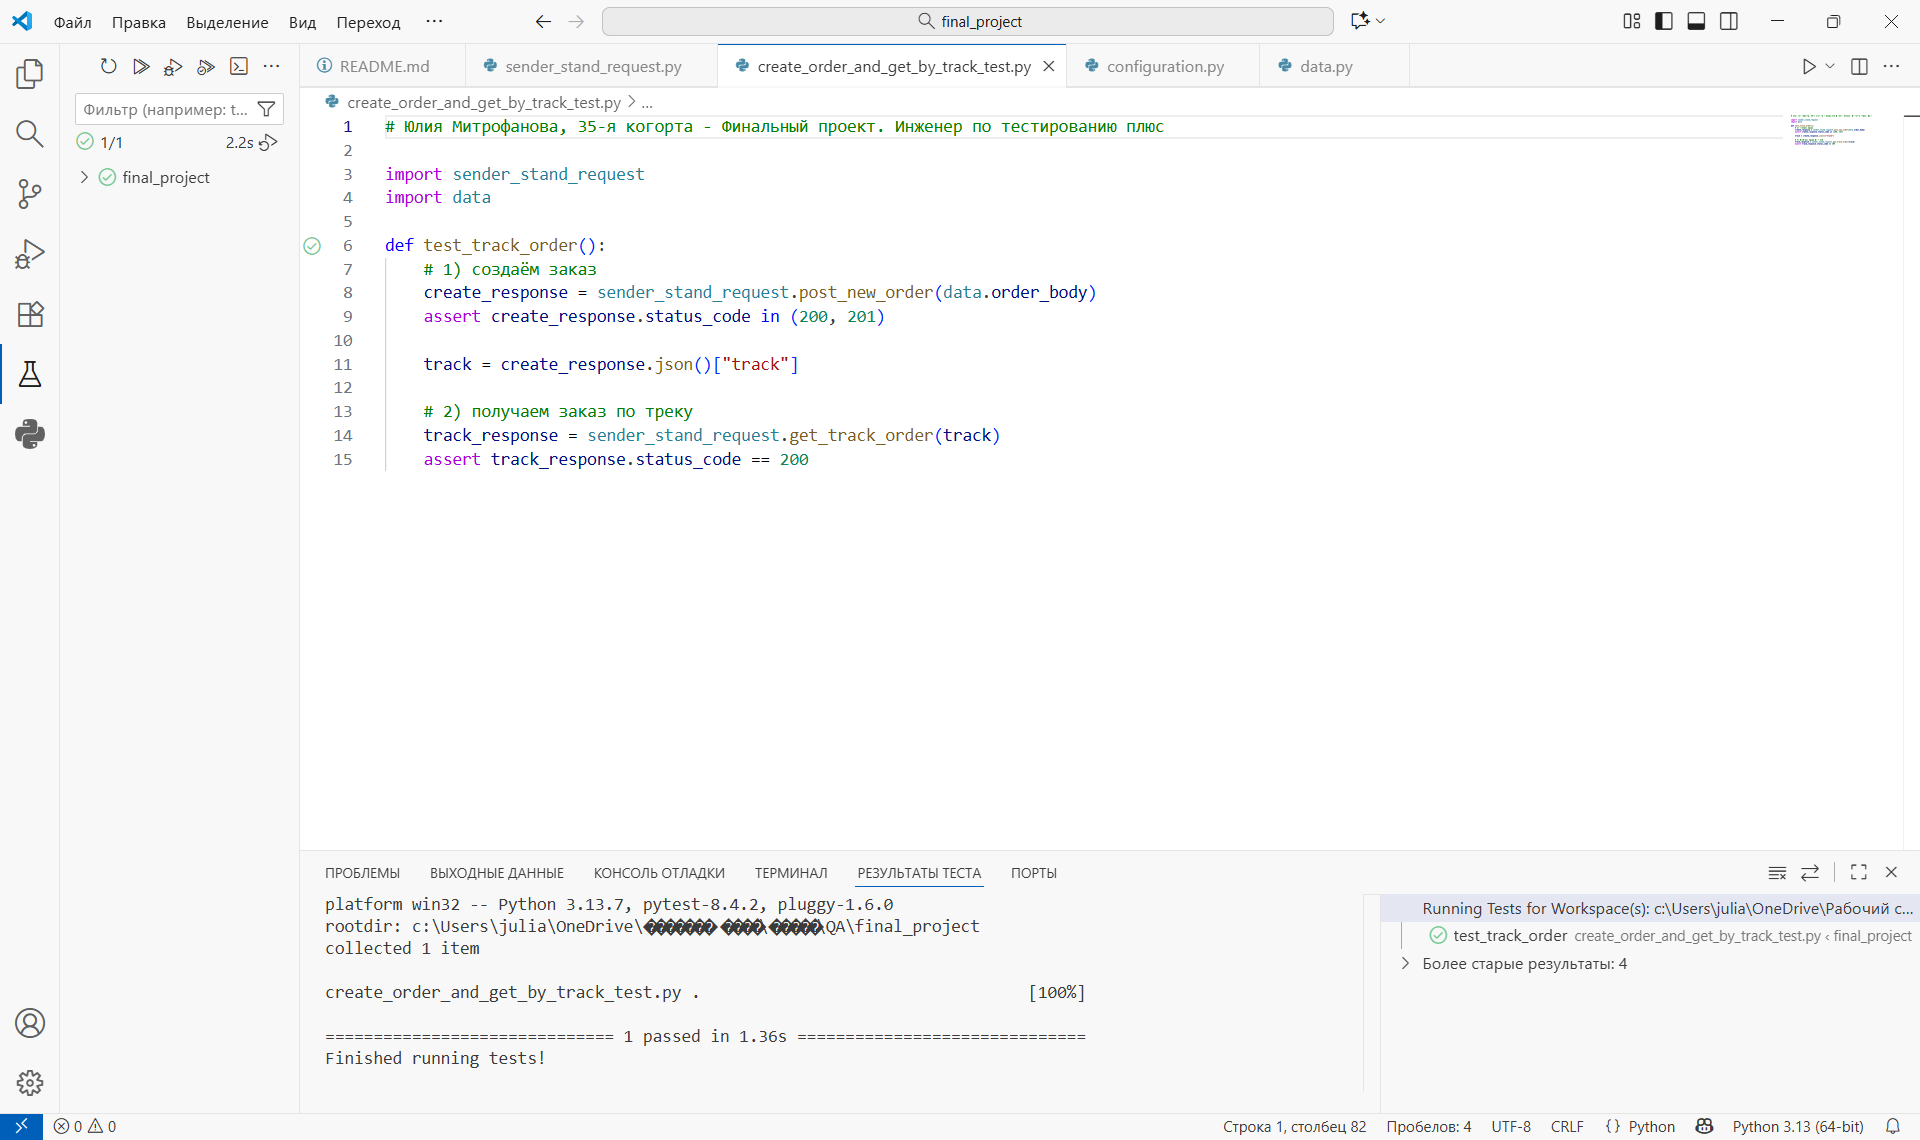 Файл Правка Выделение Вид Переход ···
final_project
Фильтр (например: t...
1/1 2.2s
final_project
README.md sender_stand_request.py create_order_and_get_by_track_test.py configuration.py data.py
create_order_and_get_by_track_test.py > ...
1 # Юлия Митрофанова, 35-я когорта - Финальный проект. Инженер по тестированию плюс
2
3 import sender_stand_request
4 import data
5
6 def test_track_order():
7 # 1) создаём заказ
8 create_response = sender_stand_request.post_new_order(data.order_body)
9 assert create_response.status_code in (200, 201)
10
11 track = create_response.json()["track"]
12
13 # 2) получаем заказ по треку
14 track_response = sender_stand_request.get_track_order(track)
15 assert track_response.status_code == 200
ПРОБЛЕМЫ ВЫХОДНЫЕ ДАННЫЕ КОНСОЛЬ ОТЛАДКИ ТЕРМИНАЛ РЕЗУЛЬТАТЫ ТЕСТА ПОРТЫ
platform win32 -- Python 3.13.7, pytest-8.4.2, pluggy-1.6.0
rootdir: c:\Users\julia\OneDrive\������� ����\�����\QA\final_project
collected 1 item
create_order_and_get_by_track_test.py . [100%]
============================== 1 passed in 1.36s ==============================
Finished running tests!
Running Tests for Workspace(s): c:\Users\julia\OneDrive\Рабочий с...
test_track_order create_order_and_get_by_track_test.py ‹ final_project
Более старые результаты: 4
0 0 Строка 1, столбец 82 Пробелов: 4 UTF-8 CRLF {} Python Python 3.13 (64-bit)